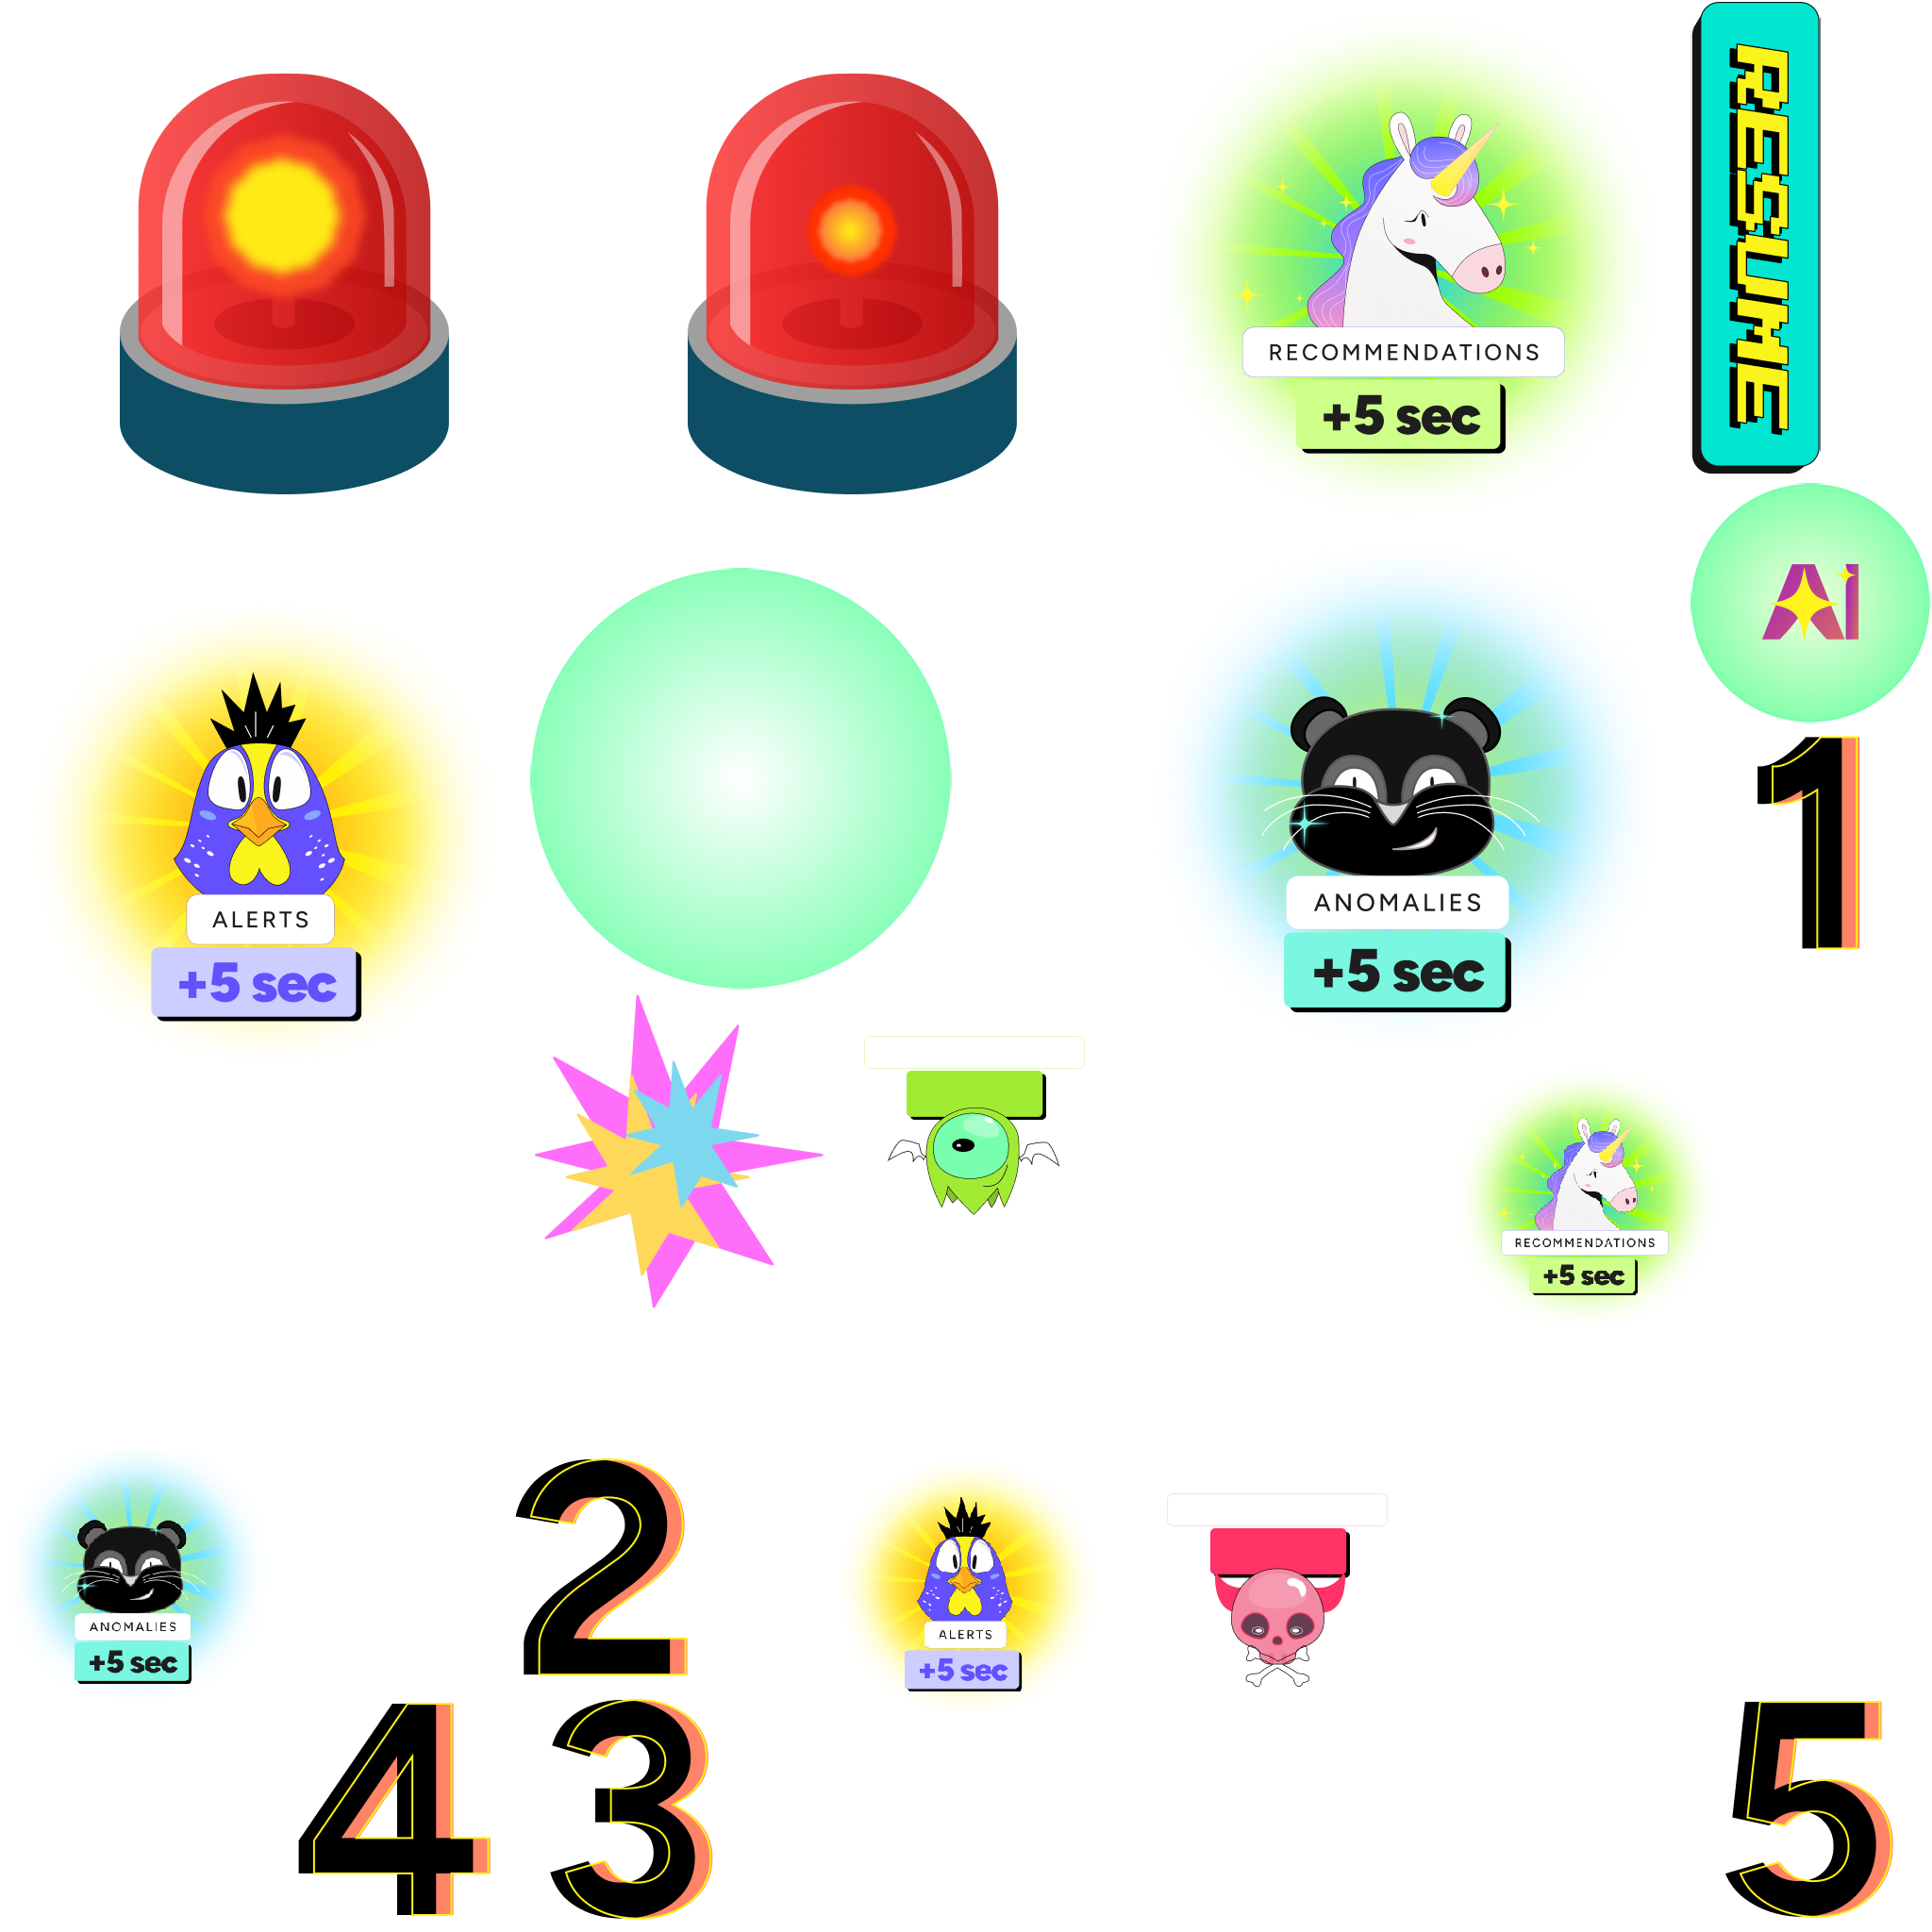 RECOMMENDATIONS
+5 sec
RESUME
AI
ALERTS
+5 sec
ANOMALIES
+5 sec
1
RECOMMENDATIONS
+5 sec
ANOMALIES
+5 sec
2
ALERTS
+5 sec
4
3
5